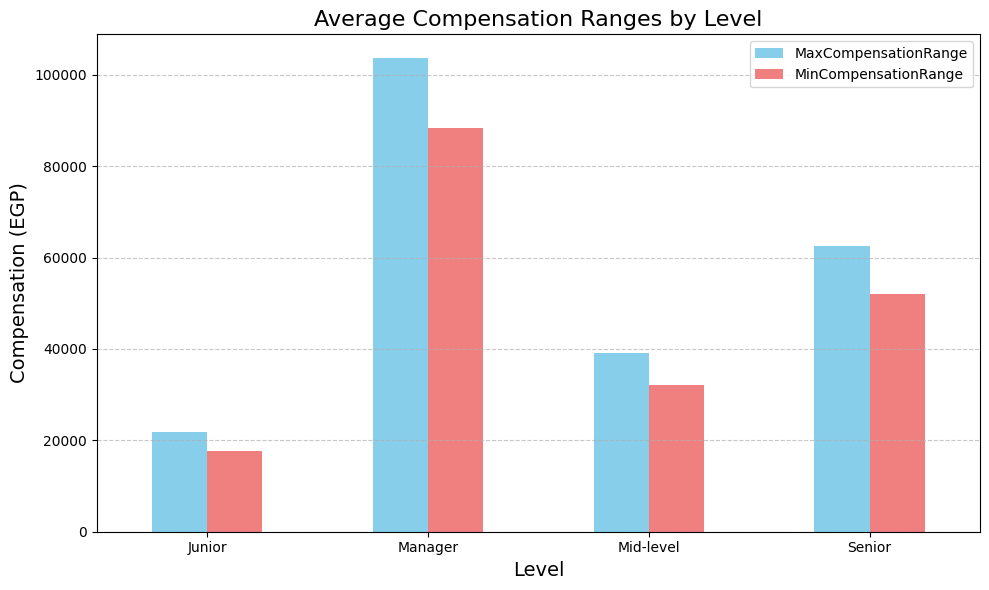 Average Compensation Ranges by Level
MaxCompensationRange
MinCompensationRange
Compensation (EGP)
100000
80000
60000
40000
20000
0
Junior
Manager
Mid-level
Senior
Level